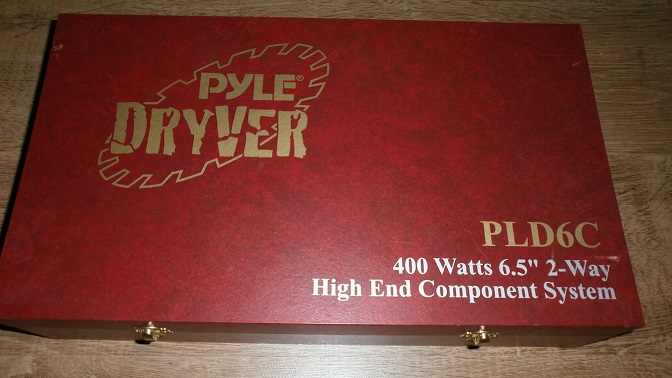 PYLE®
DRYVER
PLD6C
400 Watts 6.5" 2-Way
High End Component System